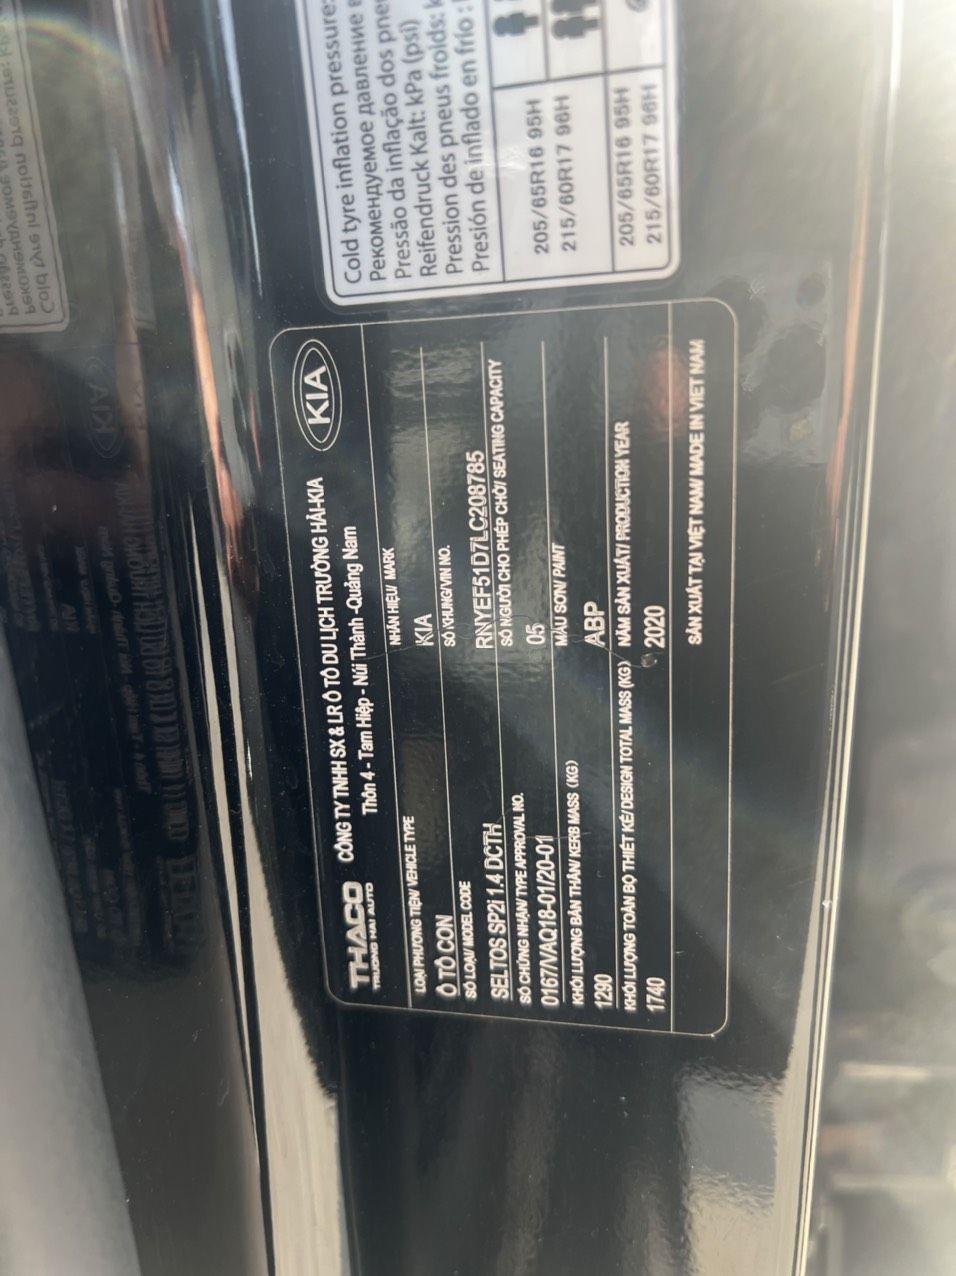 THACO
TRUONG HAI AUTO
CÔNG TY TNHH SX & LR Ô TÔ DU LỊCH TRƯỜNG HẢI-KIA
Thôn 4 - Tam Hiệp - Núi Thành -Quảng Nam
KIA
LOẠI PHƯƠNG TIỆN/ VEHICLE TYPE
Ô TÔ CON
NHÃN HIỆU/ MARK
KIA
SỐ LOẠI/ MODEL CODE
SELTOS SP2i 1.4 DCTH
SỐ KHUNG/VIN NO.
RNYEF51D7LC208785
SỐ CHỨNG NHẬN/ TYPE APPROVAL NO.
0167/VAQ18-01/20-01
SỐ NGƯỜI CHO PHÉP CHỞ/ SEATING CAPACITY
05
KHỐI LƯỢNG BẢN THÂN/ KERB MASS (KG)
1290
MÀU SƠN/ PAINT
ABP
KHỐI LƯỢNG TOÀN BỘ THIẾT KẾ/DESIGN TOTAL MASS (KG)
1740
NĂM SẢN XUẤT/ PRODUCTION YEAR
2020
SẢN XUẤT TẠI VIỆT NAM/ MADE IN VIET NAM
Cold tyre inflation pressure:
Рекомендуемое давление в
Pressão da inflação dos pne
Reifendruck Kalt: kPa (psi)
Pression des pneus froids: k
Presión de inflado en frío :
205/65R16 95H
215/60R17 96H
205/65R16 95H
215/60R17 96H